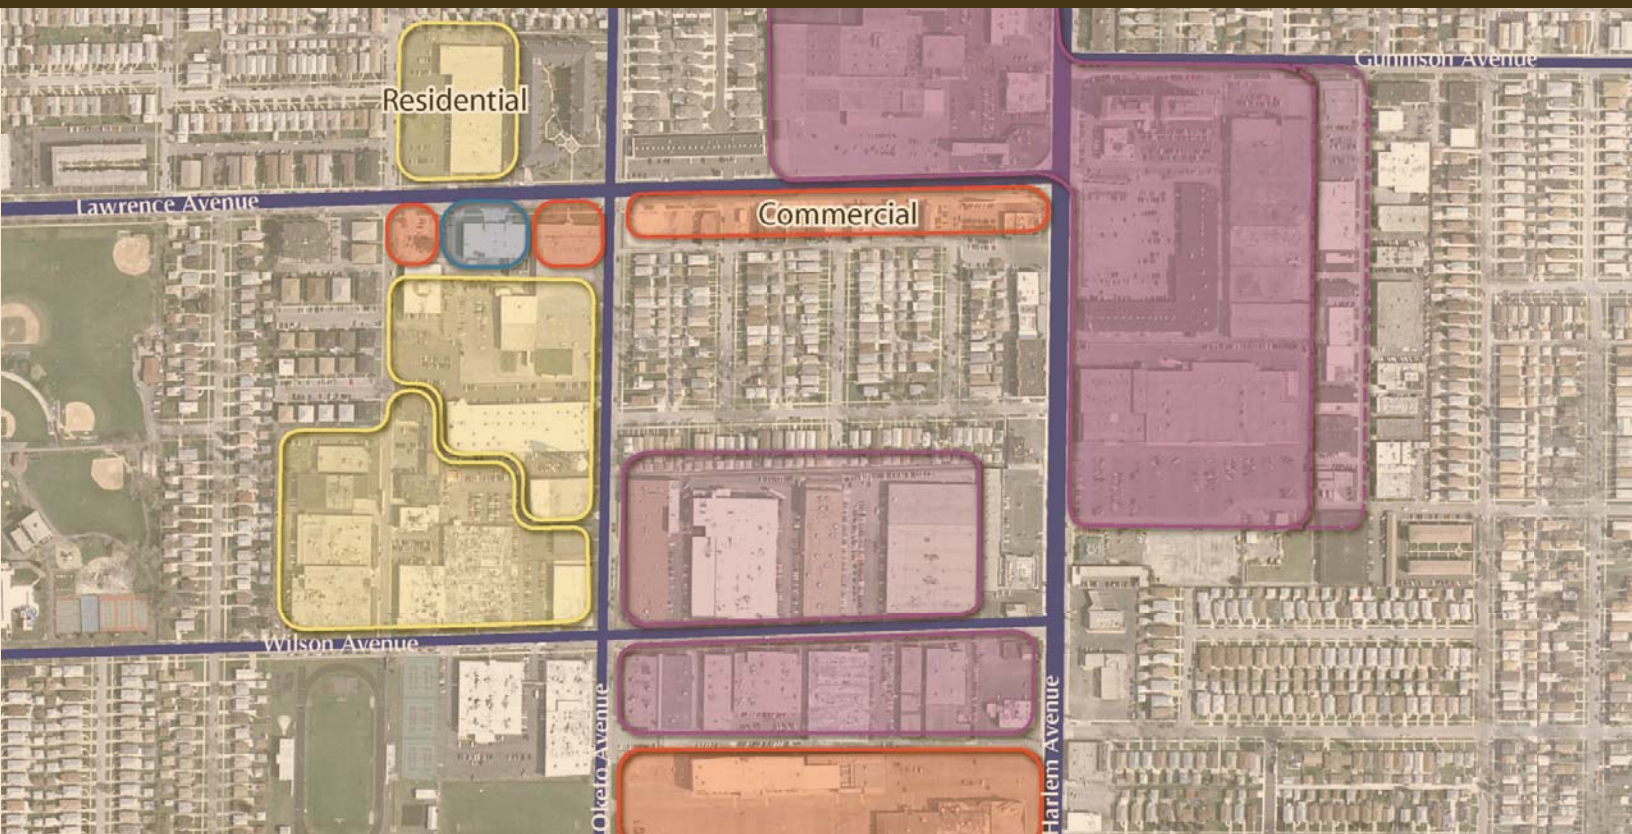 Gunnison Avenue
Residential
Lawrence Avenue
Commercial
Wilson Avenue
Oketo Avenue
Harlem Avenue